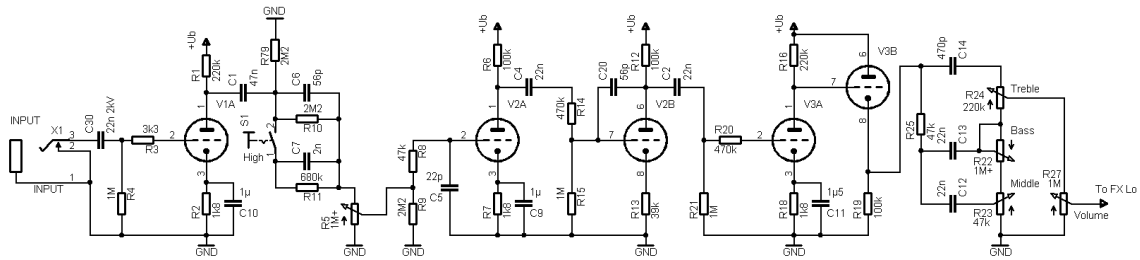 GND
+Ub
R1
220k
C1
47n
R79
2M2
C6
56p
2M2
R10
S1
2
1
High
C7
2n
680k
R11
INPUT
X1
3
2
1
INPUT
C30
22n 2kV
3k3
R3
1M
R4
V1A
1
2
3
R2
1k8
1µ
C10
GND
R5
1M+
GND
47k
R8
2M2
R9
22p
C5
+Ub
R6
100k
C4
22n
V2A
1
2
3
R7
1k8
1µ
C9
GND
470k
R14
1M
R15
C20
56p
+Ub
R12
100k
C2
22n
V2B
6
7
8
R13
39k
R21
1M
R20
470k
GND
+Ub
R16
220k
V3A
1
2
3
R18
1k8
1µ5
C11
V3B
6
7
8
R19
100k
GND
470p
C14
R25
47k
22n
C13
22n
C12
R24
220k
Treble
Bass
R22
1M+
Middle
R23
47k
GND
R27
1M
Volume
To FX Lo